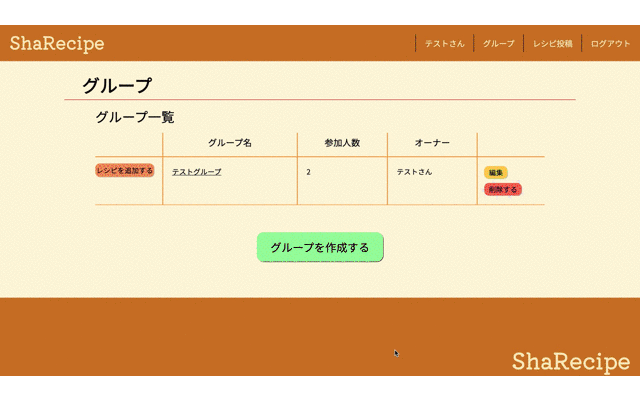 ShaRecipe
テストさん グループ レシピ投稿 ログアウト
グループ
グループ一覧
グループ名 参加人数 オーナー
レシピを追加する テストグループ 2 テストさん 編集
削除する
グループを作成する
ShaRecipe